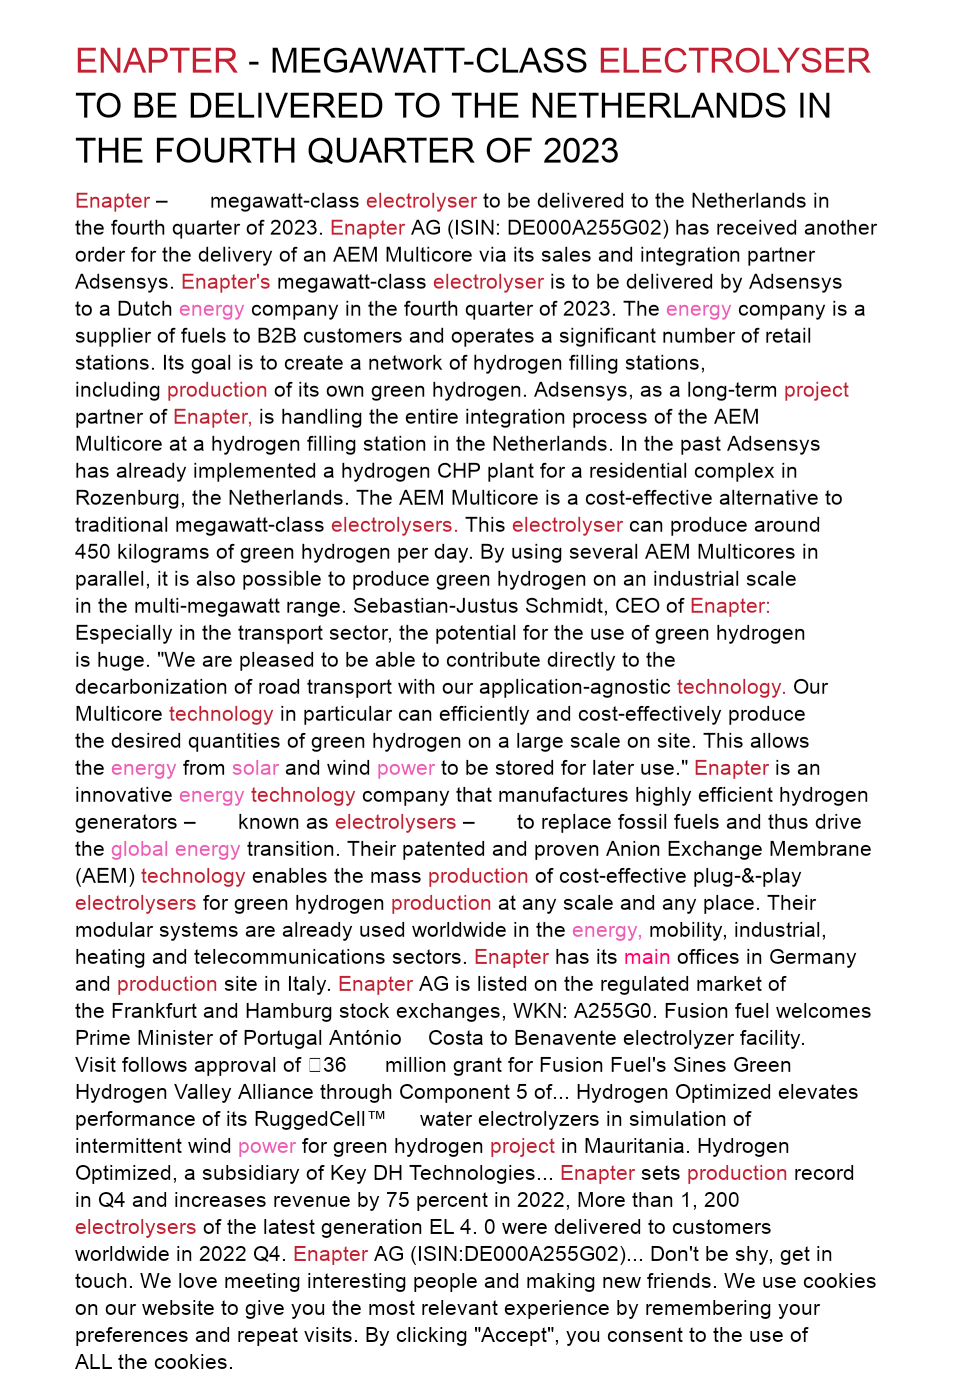 ENAPTER - MEGAWATT-CLASS ELECTROLYSER
TO BE DELIVERED TO THE NETHERLANDS IN
THE FOURTH QUARTER OF 2023
Enapter – megawatt-class electrolyser to be delivered to the Netherlands in
the fourth quarter of 2023. Enapter AG (ISIN: DE000A255G02) has received another
order for the delivery of an AEM Multicore via its sales and integration partner
Adsensys. Enapter's megawatt-class electrolyser is to be delivered by Adsensys
to a Dutch energy company in the fourth quarter of 2023. The energy company is a
supplier of fuels to B2B customers and operates a significant number of retail
stations. Its goal is to create a network of hydrogen filling stations,
including production of its own green hydrogen. Adsensys, as a long-term project
partner of Enapter, is handling the entire integration process of the AEM
Multicore at a hydrogen filling station in the Netherlands. In the past Adsensys
has already implemented a hydrogen CHP plant for a residential complex in
Rozenburg, the Netherlands. The AEM Multicore is a cost-effective alternative to
traditional megawatt-class electrolysers. This electrolyser can produce around
450 kilograms of green hydrogen per day. By using several AEM Multicores in
parallel, it is also possible to produce green hydrogen on an industrial scale
in the multi-megawatt range. Sebastian-Justus Schmidt, CEO of Enapter:
Especially in the transport sector, the potential for the use of green hydrogen
is huge. "We are pleased to be able to contribute directly to the
decarbonization of road transport with our application-agnostic technology. Our
Multicore technology in particular can efficiently and cost-effectively produce
the desired quantities of green hydrogen on a large scale on site. This allows
the energy from solar and wind power to be stored for later use." Enapter is an
innovative energy technology company that manufactures highly efficient hydrogen
generators – known as electrolysers – to replace fossil fuels and thus drive
the global energy transition. Their patented and proven Anion Exchange Membrane
(AEM) technology enables the mass production of cost-effective plug-&-play
electrolysers for green hydrogen production at any scale and any place. Their
modular systems are already used worldwide in the energy, mobility, industrial,
heating and telecommunications sectors. Enapter has its main offices in Germany
and production site in Italy. Enapter AG is listed on the regulated market of
the Frankfurt and Hamburg stock exchanges, WKN: A255G0. Fusion fuel welcomes
Prime Minister of Portugal António Costa to Benavente electrolyzer facility.
Visit follows approval of 36 million grant for Fusion Fuel's Sines Green
Hydrogen Valley Alliance through Component 5 of... Hydrogen Optimized elevates
performance of its RuggedCell™ water electrolyzers in simulation of
intermittent wind power for green hydrogen project in Mauritania. Hydrogen
Optimized, a subsidiary of Key DH Technologies... Enapter sets production record
in Q4 and increases revenue by 75 percent in 2022, More than 1, 200
electrolysers of the latest generation EL 4. 0 were delivered to customers
worldwide in 2022 Q4. Enapter AG (ISIN:DE000A255G02)... Don't be shy, get in
touch. We love meeting interesting people and making new friends. We use cookies
on our website to give you the most relevant experience by remembering your
preferences and repeat visits. By clicking "Accept", you consent to the use of
ALL the cookies.